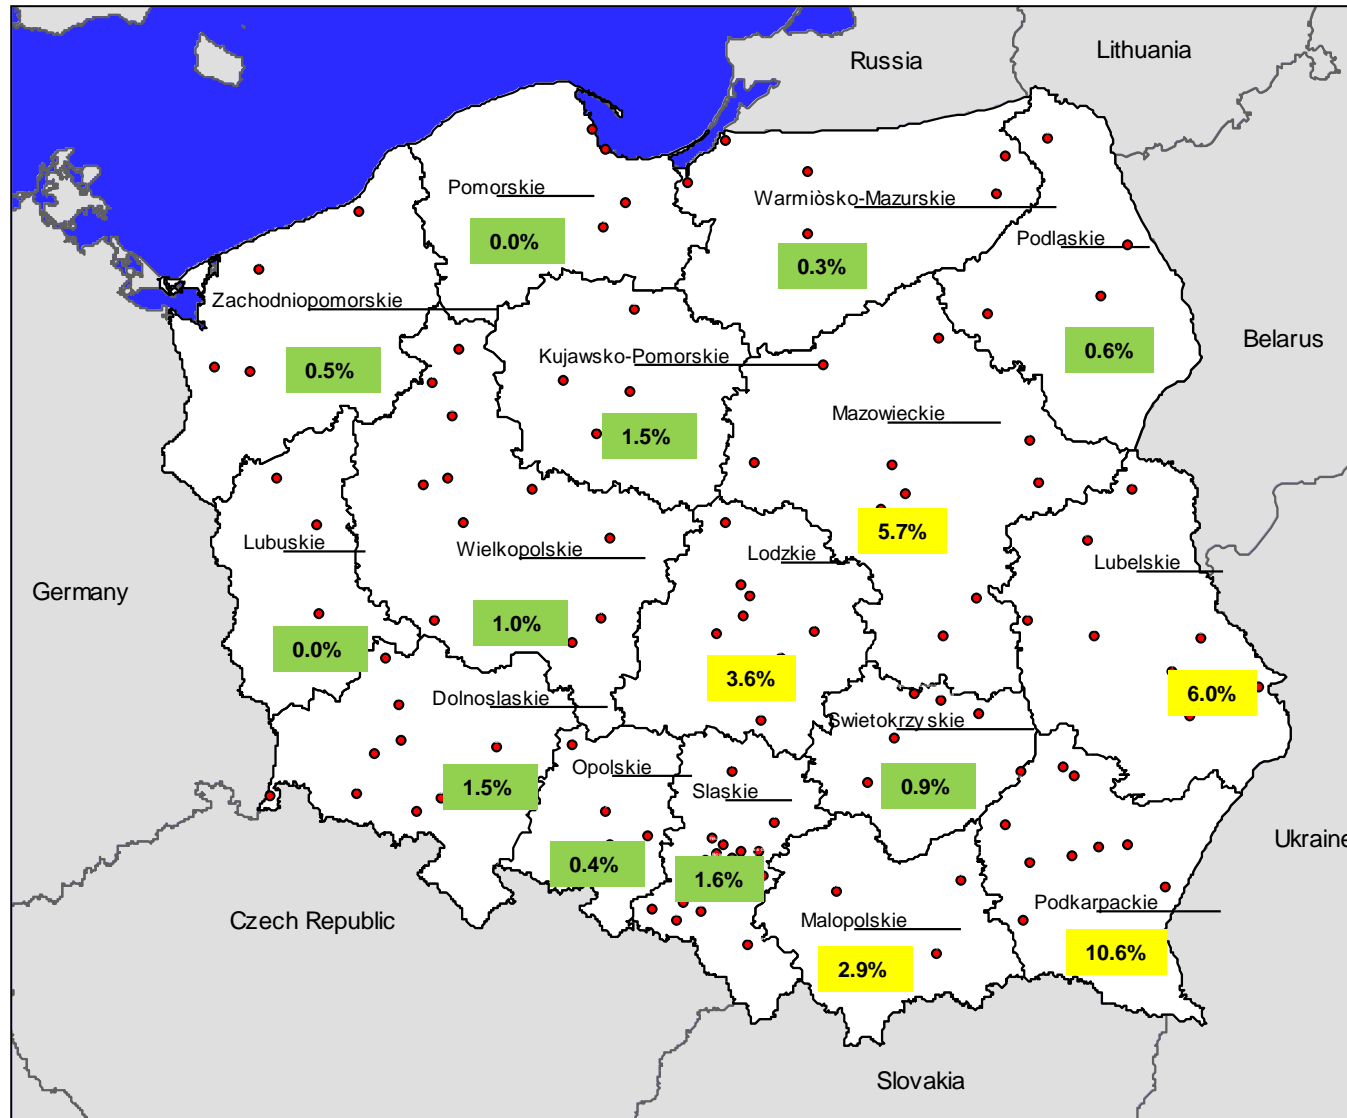 Lithuania
Russia
Pomorskie
Warmiòsko-Mazurskie
0.0%
Podlaskie
0.3%
Zachodniopomorskie
Belarus
Kujawsko-Pomorskie
0.6%
0.5%
Mazowieckie
1.5%
5.7%
Lubuskie
Wielkopolskie
Lodzkie
Lubelskie
Germany
1.0%
0.0%
3.6%
6.0%
Dolnoslaskie
Swietokrzyskie
Opolskie
1.5%
Slaskie
0.9%
Ukraine
0.4%
1.6%
Podkarpackie
Czech Republic
Malopolskie
10.6%
2.9%
Slovakia